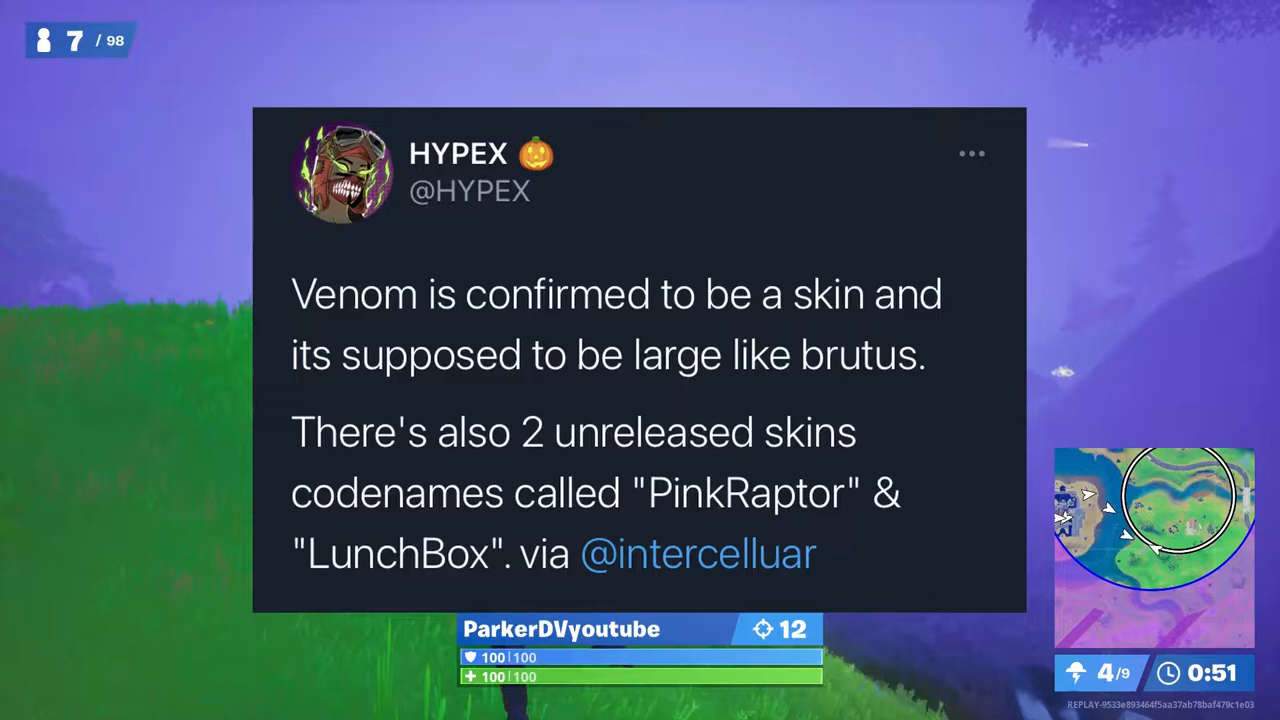 7 / 98
HYPEX 🎃
@HYPEX
Venom is confirmed to be a skin and
its supposed to be large like brutus.
There's also 2 unreleased skins
codenames called "PinkRaptor" &
"LunchBox". via @intercelluar
ParkerDVyoutube 12
100|100
100|100
4/9 0:51
REPLAY-9533e893464f5aa37ab78baf479c1e03